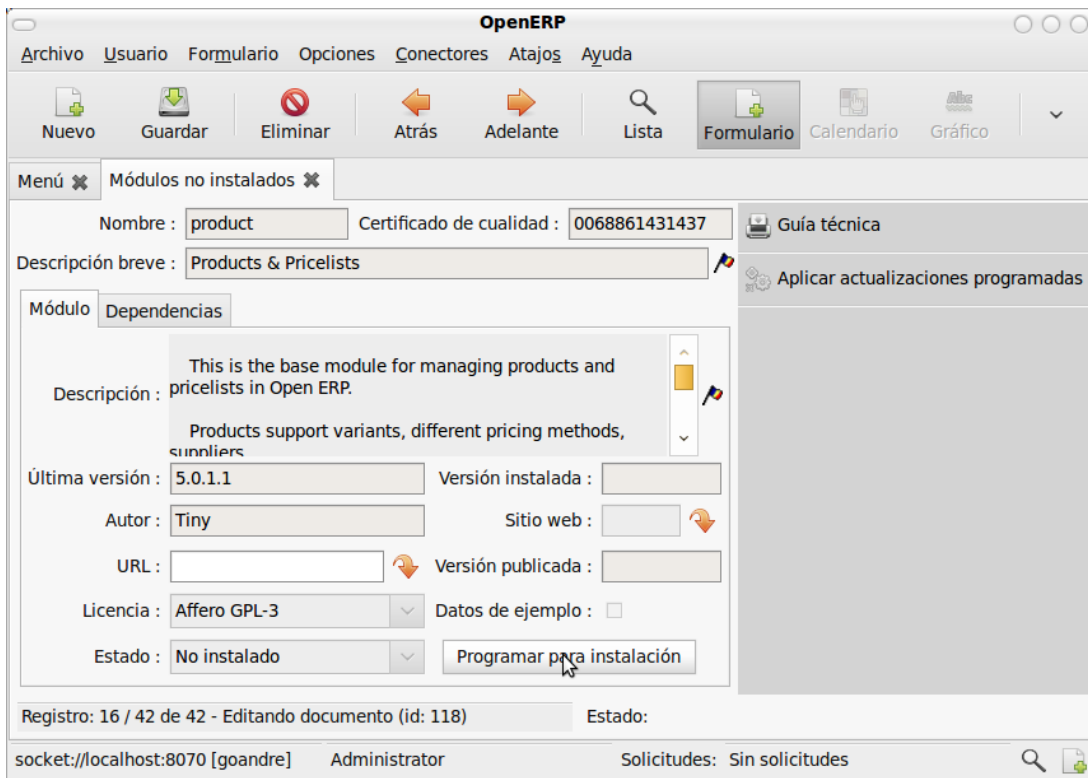 OpenERP
Archivo Usuario Formulario Opciones Conectores Atajos Ayuda
Nuevo Guardar Eliminar Atrás Adelante Lista Formulario Calendario Gráfico
Menú Módulos no instalados
Nombre : product Certificado de cualidad : 0068861431437
Guía técnica
Descripción breve : Products & Pricelists
Aplicar actualizaciones programadas
Módulo Dependencias
Descripción :
This is the base module for managing products and
pricelists in Open ERP.
Products support variants, different pricing methods,
suppliers
Última versión : 5.0.1.1 Versión instalada :
Autor : Tiny Sitio web :
URL : Versión publicada :
Licencia : Affero GPL-3 Datos de ejemplo :
Estado : No instalado Programar para instalación
Registro: 16 / 42 de 42 - Editando documento (id: 118) Estado:
socket://localhost:8070 [goandre] Administrator Solicitudes: Sin solicitudes